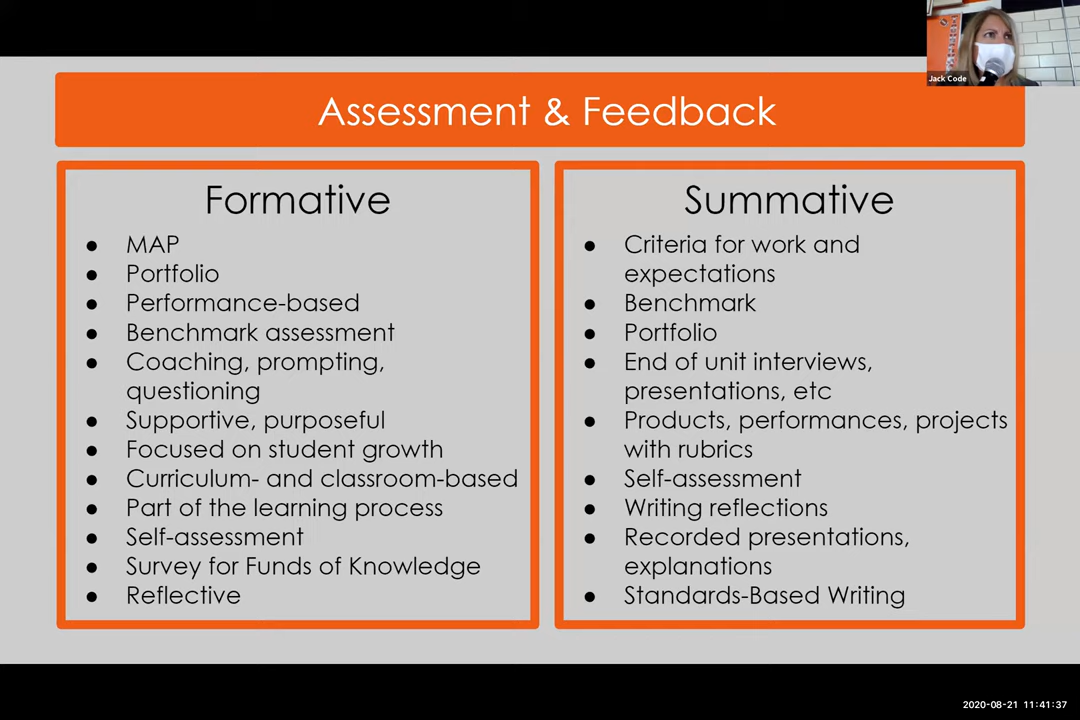 Jack Code
Assessment & Feedback
Formative
● MAP
● Portfolio
● Performance-based
● Benchmark assessment
● Coaching, prompting,
questioning
● Supportive, purposeful
● Focused on student growth
● Curriculum- and classroom-based
● Part of the learning process
● Self-assessment
● Survey for Funds of Knowledge
● Reflective
Summative
● Criteria for work and
expectations
● Benchmark
● Portfolio
● End of unit interviews,
presentations, etc
● Products, performances, projects
with rubrics
● Self-assessment
● Writing reflections
● Recorded presentations,
explanations
● Standards-Based Writing
2020-08-21 11:41:37